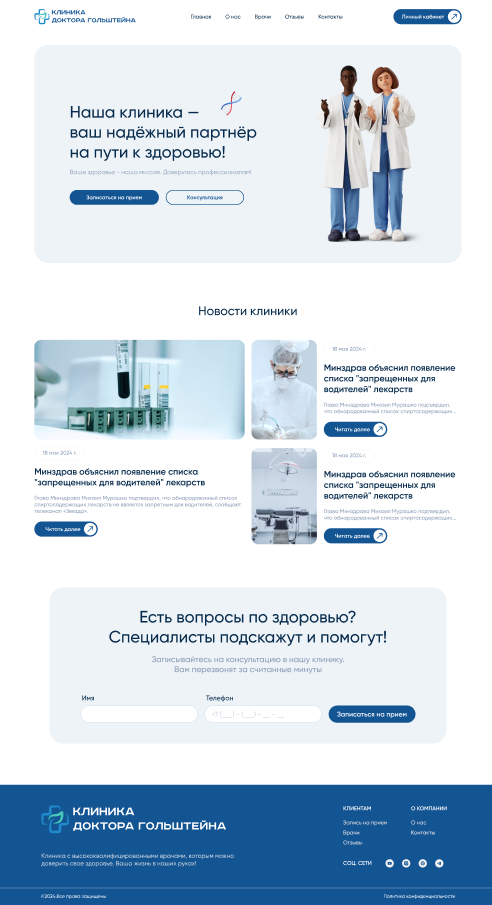 КЛИНИКА
ДОКТОРА ГОЛЬШТЕЙНА
Главная
О нас
Врачи
Отзывы
Контакты
Личный кабинет
Наша клиника —
ваш надёжный партнёр
на пути к здоровью!
Ваше здоровье – наша миссия. Доверьтесь профессионалам!
Записаться на прием
Консультация
Новости клиники
18 мая 2024 г.
Минздрав объяснил появление списка
"запрещенных для водителей" лекарств
Глава Минздрава Михаил Мурашко подтвердил, что обнародованный список
спиртосодержащих лекарств не является запретным для водителей, сообщает
телеканал «Звезда».
Читать далее
18 мая 2024 г.
Минздрав объяснил появление
списка "запрещенных для
водителей" лекарств
Глава Минздрава Михаил Мурашко подтвердил,
что обнародованный список спиртосодержащих...
Читать далее
18 мая 2024 г.
Минздрав объяснил появление
списка "запрещенных для
водителей" лекарств
Глава Минздрава Михаил Мурашко подтвердил,
что обнародованный список спиртосодержащих...
Читать далее
Есть вопросы по здоровью?
Специалисты подскажут и помогут!
Записывайтесь на консультацию в нашу клинику.
Вам перезвонят за считанные минуты
Имя
Телефон
+7 (___) – (___) – __ – __
Записаться на прием
КЛИНИКА
ДОКТОРА ГОЛЬШТЕЙНА
Клиника с высококвалифицированными врачами, которым можно
доверить свое здоровье. Ваша жизнь в наших руках!
КЛИЕНТАМ
Запись на прием
Врачи
Отзывы
О КОМПАНИИ
О нас
Контакты
СОЦ. СЕТИ
©2024.Все права защищены
Политика конфиденциальности